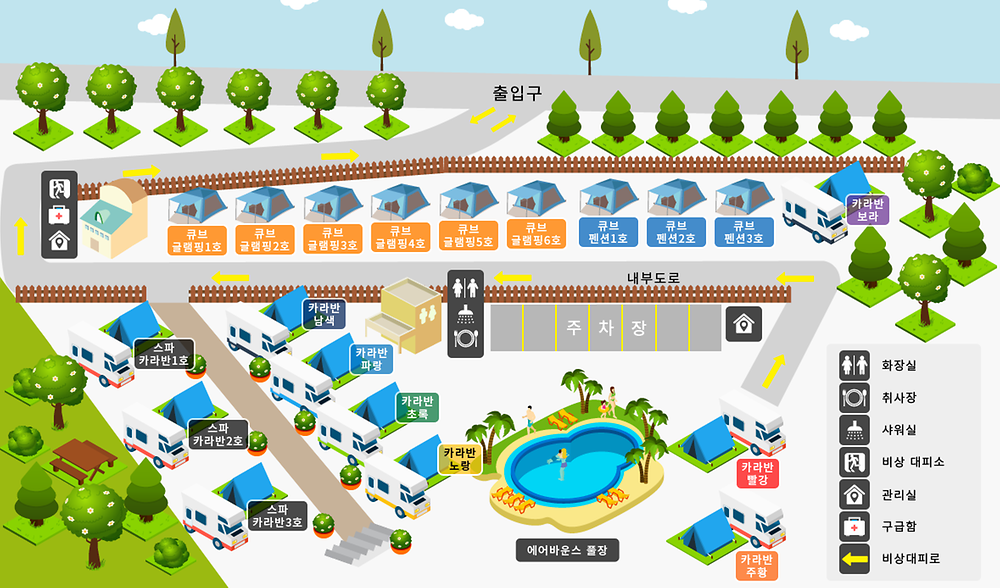 출입구
큐브
글램핑1호
큐브
글램핑2호
큐브
글램핑3호
큐브
글램핑4호
큐브
글램핑5호
큐브
글램핑6호
큐브
펜션1호
큐브
펜션2호
큐브
펜션3호
카라반
보라
내부도로
카라반
남색
주 차 장
스파
카라반1호
카라반
파랑
카라반
초록
스파
카라반2호
카라반
노랑
카라반
빨강
스파
카라반3호
에어바운스 풀장
카라반
주황
화장실
취사장
샤워실
비상 대피소
관리실
구급함
비상대피로